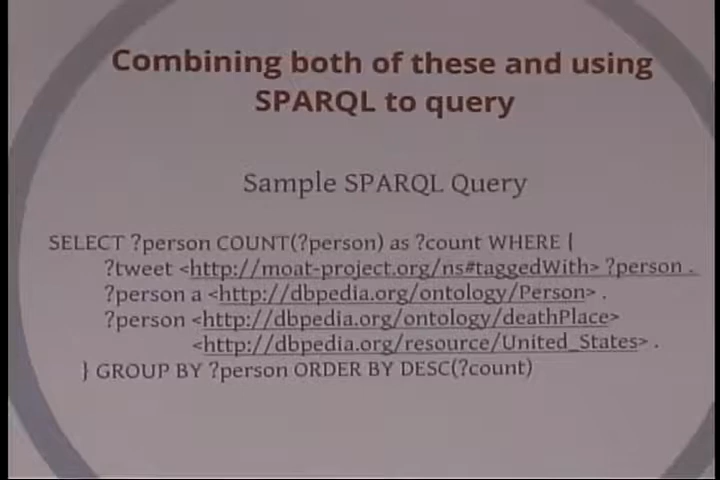 Combining both of these and using
SPARQL to query
Sample SPARQL Query
SELECT ?person COUNT(?person) as ?count WHERE {
?tweet <http://moat-project.org/ns#taggedWith> ?person .
?person a <http://dbpedia.org/ontology/Person> .
?person <http://dbpedia.org/ontology/deathPlace>
<http://dbpedia.org/resource/United_States> .
} GROUP BY ?person ORDER BY DESC(?count)